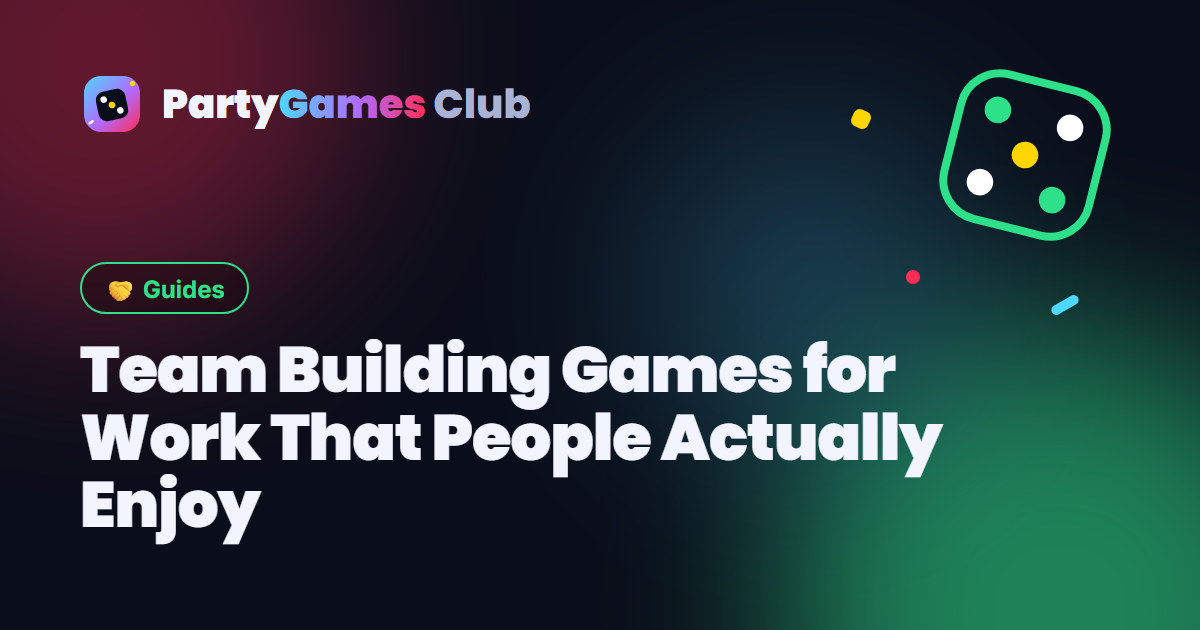 PartyGames Club
🤝 Guides
Team Building Games for
Work That People Actually
Enjoy